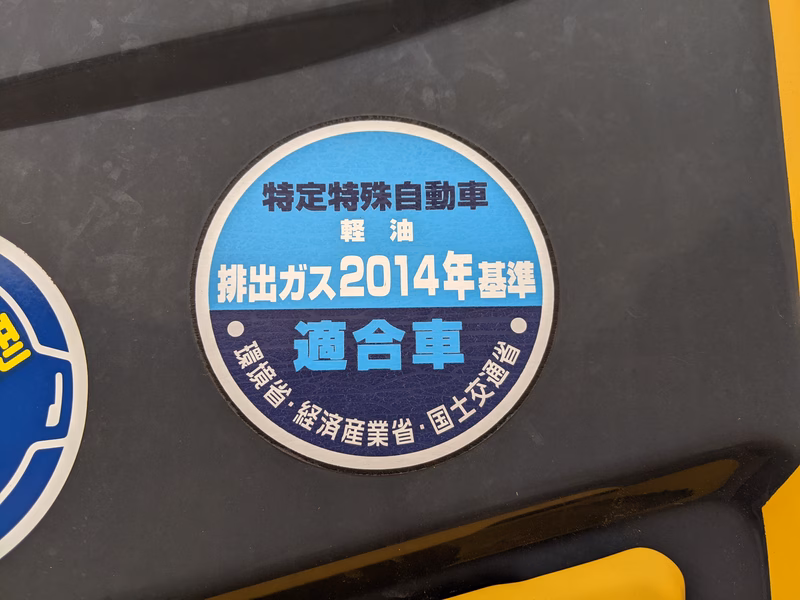 特定特殊自動車
軽油
排出ガス2014年基準
適合車
環境省・経済産業省・国土交通省
型